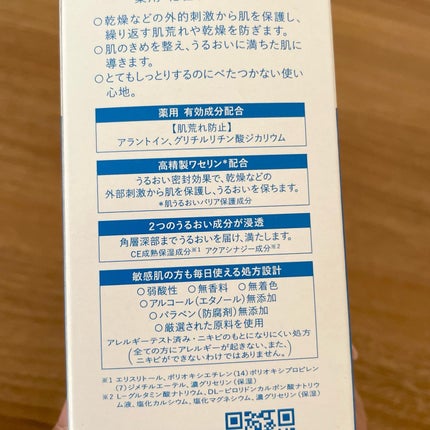 ○乾燥などの外的刺激から肌を保護し、
繰り返す肌荒れや乾燥を防ぎます。
○肌のきめを整え、うるおいに満ちた肌に
導きます。
○とてもしっとりするのにべたつかない使い
心地。
薬用 有効成分配合
【肌荒れ防止】
アラントイン、グリチルリチン酸ジカリウム
高精製ワセリン*配合
うるおい密封効果で、乾燥などの
外部刺激から肌を保護し、うるおいを保ちます。
*肌うるおいバリア保護成分
2つのうるおい成分が浸透
角層深部までうるおいを届け、満たします。
CE成熟保湿成分※1 アクアシナジー成分※2
敏感肌の方も毎日使える処方設計
○弱酸性 ○無香料 ○無着色
○アルコール(エタノール)無添加
○パラベン(防腐剤)無添加
○厳選された原料を使用
アレルギーテスト済み・ニキビのもとになりにくい処方
(全ての方にアレルギーが起きない、また、
ニキビができないわけではありません。)
※1 エリスリトール、ポリオキシエチレン(14)ポリオキシプロピレン
(7)ジメチルエーテル、濃グリセリン(保湿)
※2 L-グルタミン酸ナトリウム、DL-ピロリドンカルボン酸ナトリウ
ム液、塩化カルシウム、塩化マグネシウム、濃グリセリン(保湿)